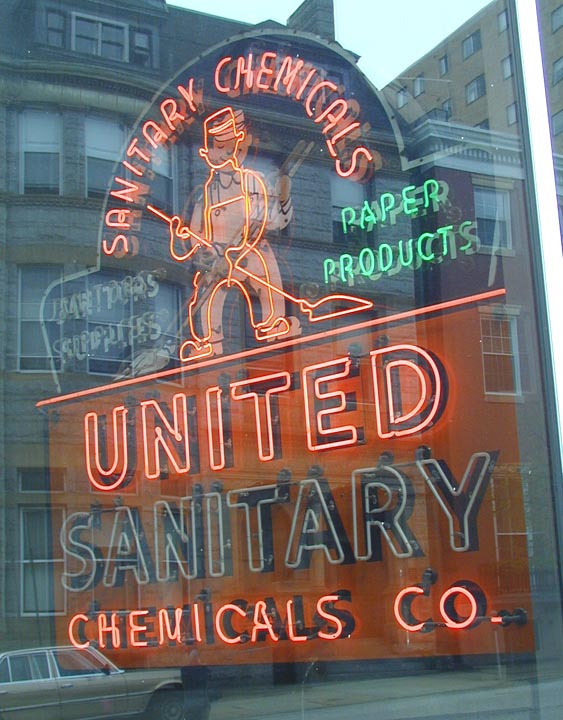 SANITARY CHEMICALS
PAPER
PRODUCTS
JANITORS
SUPPLIES
UNITED
SANITARY
CHEMICALS CO.